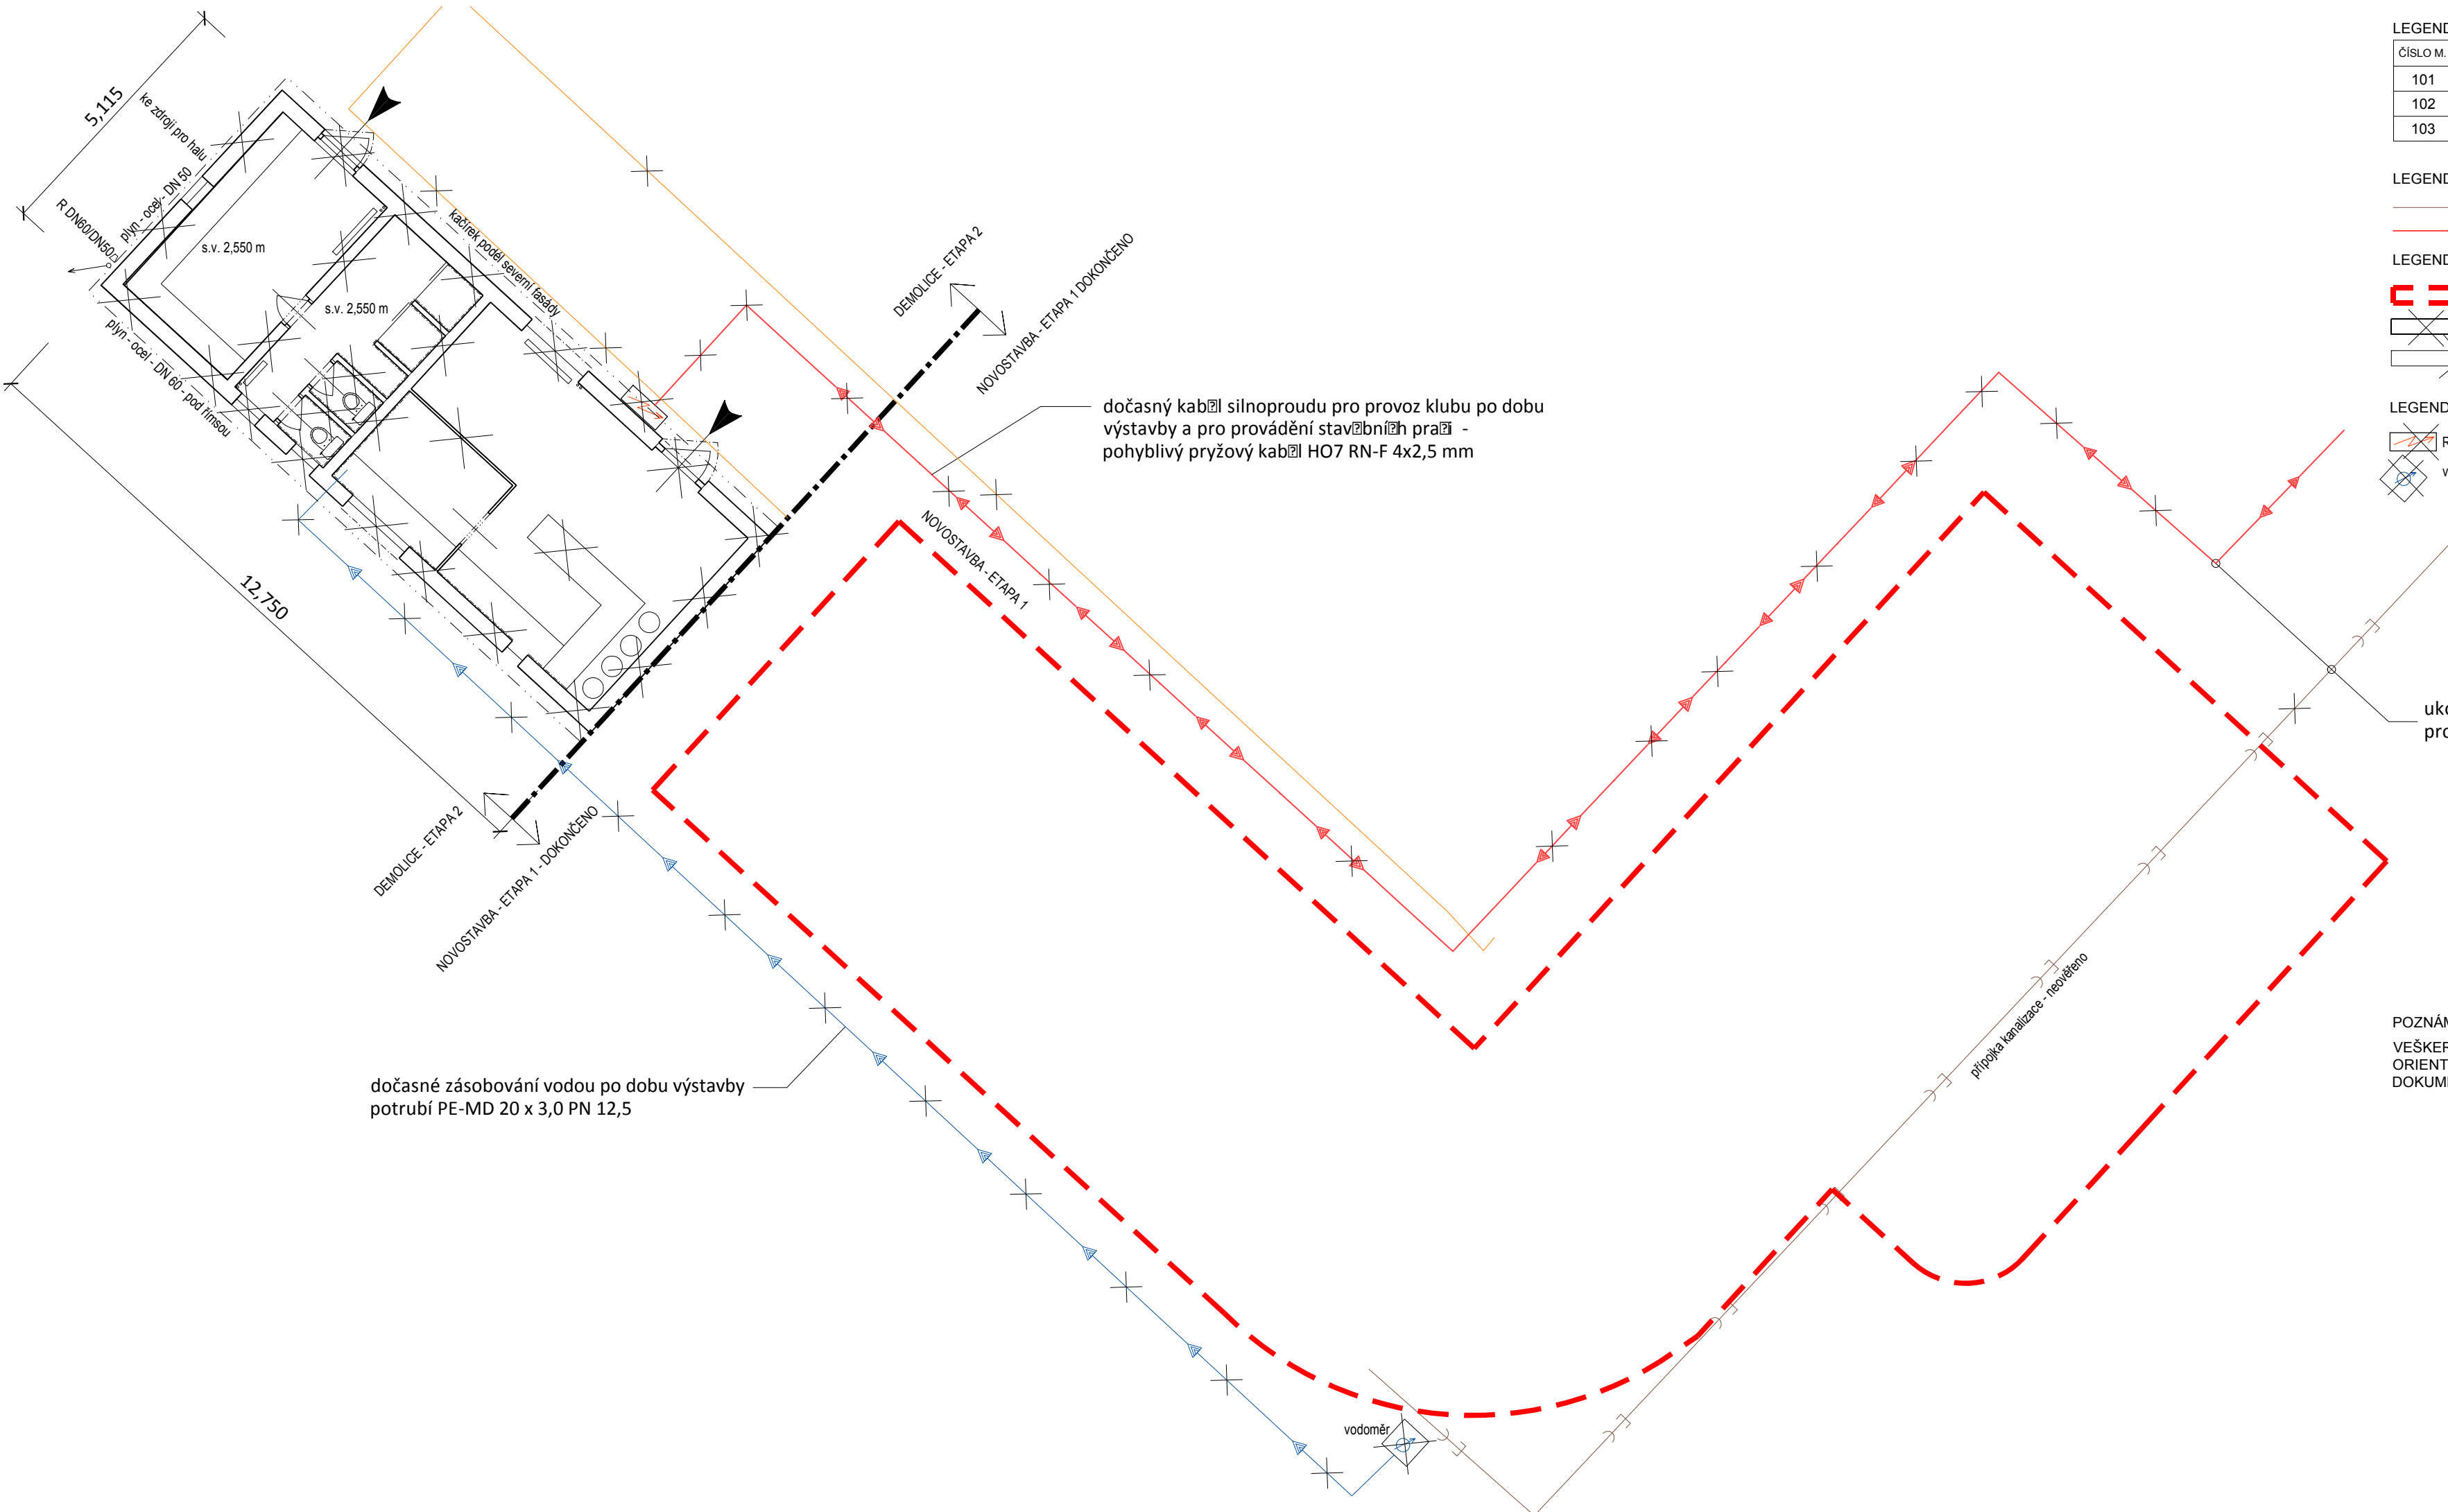 5,115
ke zdroji pro halu
plyn - ocel - DN 50
R DN60/DN50
s.v. 2,550 m
s.v. 2,550 m
plyn - ocel - DN 60 - pod římsou
kačírek podél severní fasády
12,750
DEMOLICE - ETAPA 2
NOVOSTAVBA - ETAPA 1 DOKONČENO
dočasný kab l silnoproudu pro provoz klubu po dobu
výstavby a pro provádění
pohyblivý pryžový kab l HO7 RN-F 4x2,5 mm
NOVOSTAVBA - ETAPA 1
DEMOLICE - ETAPA 2
NOVOSTAVBA - ETAPA 1 - DOKONČENO
dočasné zásobování vodou po dobu výstavby
potrubí PE-MD 20 x 3,0 PN 12,5
vodoměr
přípojka kanalizace - neověřeno
LEGEND
ČÍSLO M.
101
102
103
LEGEND
LEGEND
LEGEND
R
uko
pro
POZNÁM
VEŠKER
ORIENT
DOKUM